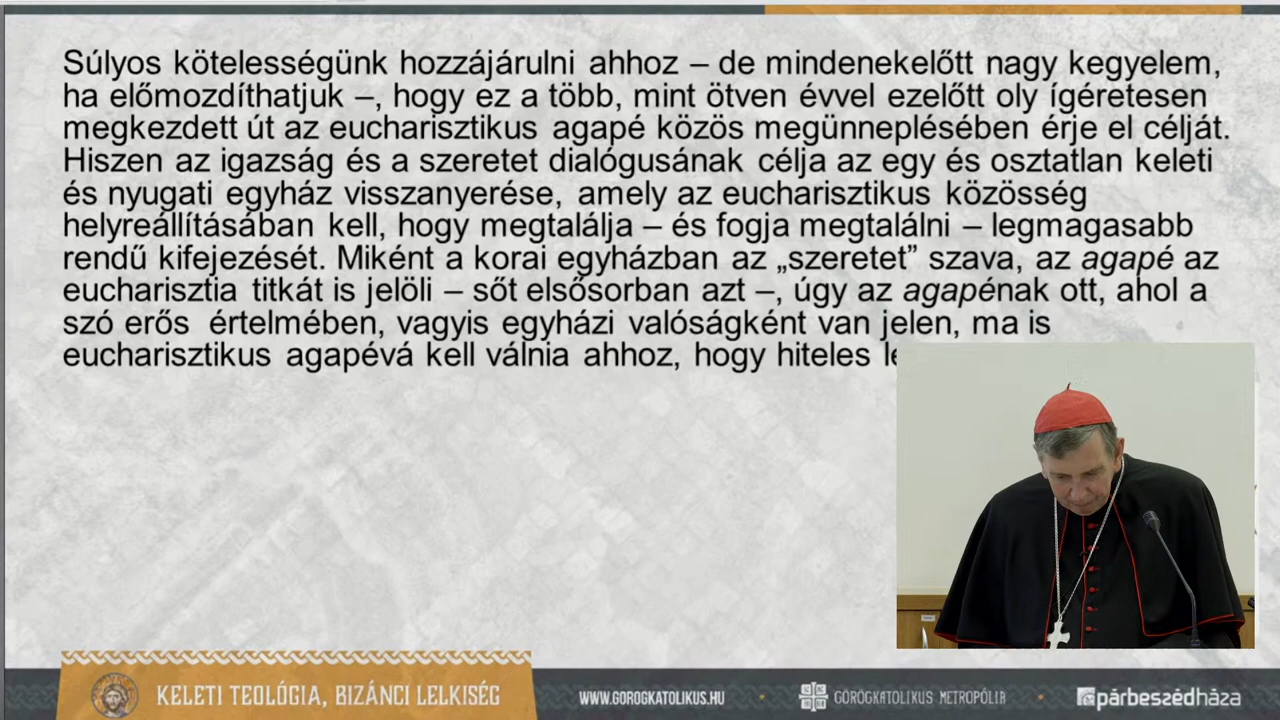 Súlyos kötelességünk hozzájárulni ahhoz – de mindenekelőtt nagy kegyelem,
ha előmozdíthatjuk –, hogy ez a több, mint ötven évvel ezelőtt oly ígéretesen
megkezdett út az eucharisztikus agapé közös megünneplésében érje el célját.
Hiszen az igazság és a szeretet dialógusának célja az egy és osztatlan keleti
és nyugati egyház visszanyerése, amely az eucharisztikus közösség
helyreállításában kell, hogy megtalálja – és fogja megtalálni – legmagasabb
rendű kifejezését. Miként a korai egyházban az „szeretet” szava, az agapé az
eucharisztia titkát is jelöli – sőt elsősorban azt –, úgy az agapénak ott, ahol a
szó erős értelmében, vagyis egyházi valóságként van jelen, ma is
eucharisztikus agapévá kell válnia ahhoz, hogy hiteles
KELETI TEOLÓGIA, BIZÁNCI LELKISÉG
WWW.GOROGKATOLIKUS.HU
GÖRÖGKATOLIKUS METROPÓLIA
párbeszédháza